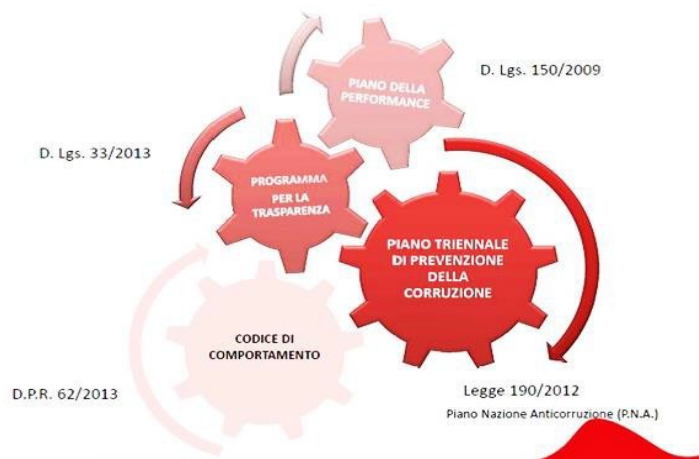 PIANO DELLA
PERFORMANCE
D. Lgs. 150/2009
D. Lgs. 33/2013
PROGRAMMA
PER LA
TRASPARENZA
PIANO TRIENNALE
DI PREVENZIONE
DELLA
CORRUZIONE
CODICE DI
COMPORTAMENTO
D.P.R. 62/2013
Legge 190/2012
Piano Nazione Anticorruzione (P.N.A.)